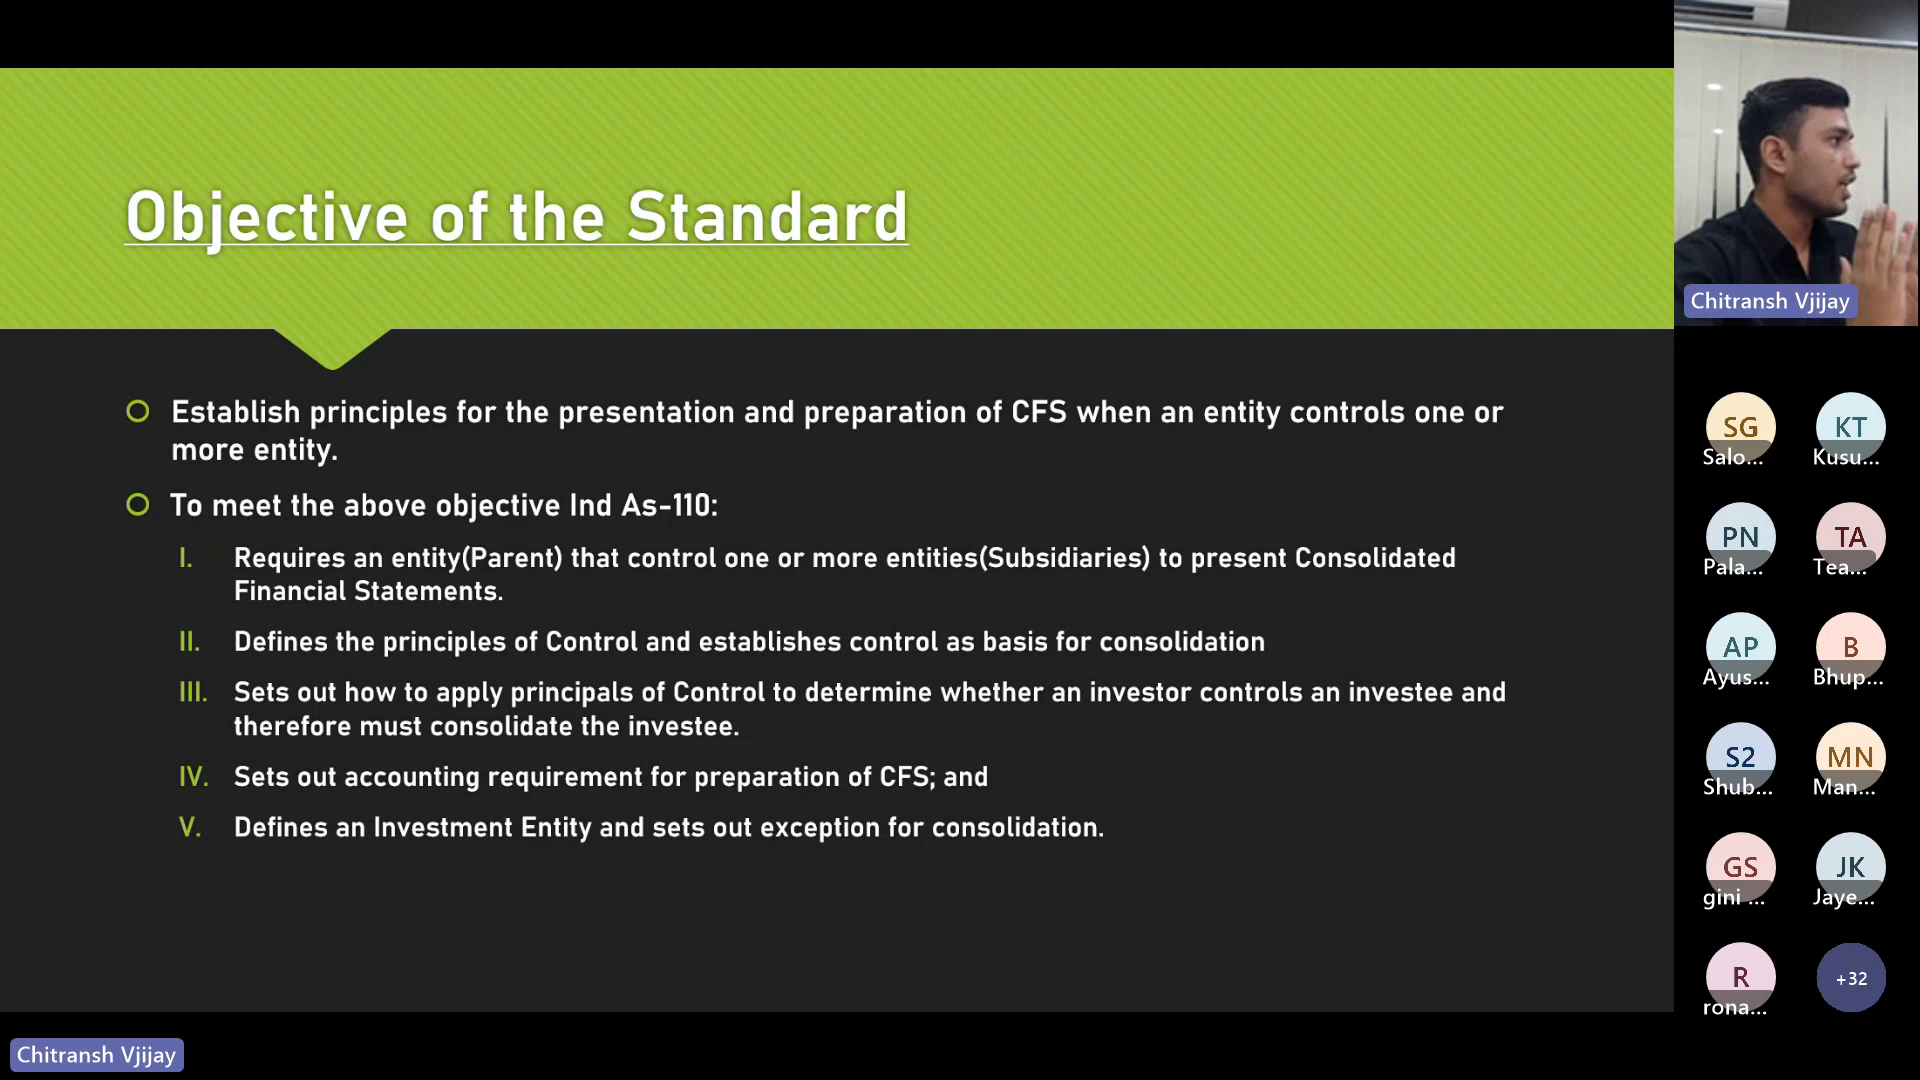 Objective of the Standard
Establish principles for the presentation and preparation of CFS when an entity controls one or
more entity.
To meet the above objective Ind As-110:
I. Requires an entity(Parent) that control one or more entities(Subsidiaries) to present Consolidated
Financial Statements.
II. Defines the principles of Control and establishes control as basis for consolidation
III. Sets out how to apply principals of Control to determine whether an investor controls an investee and
therefore must consolidate the investee.
IV. Sets out accounting requirement for preparation of CFS; and
V. Defines an Investment Entity and sets out exception for consolidation.
Chitransh Vjijay
Chitransh Vjijay
SG KT
Salo... Kusu...
PN TA
Pala... Tea...
AP B
Ayus... Bhup...
S2 MN
Shub... Man...
GS JK
gini ... Jaye...
R +32
rona...